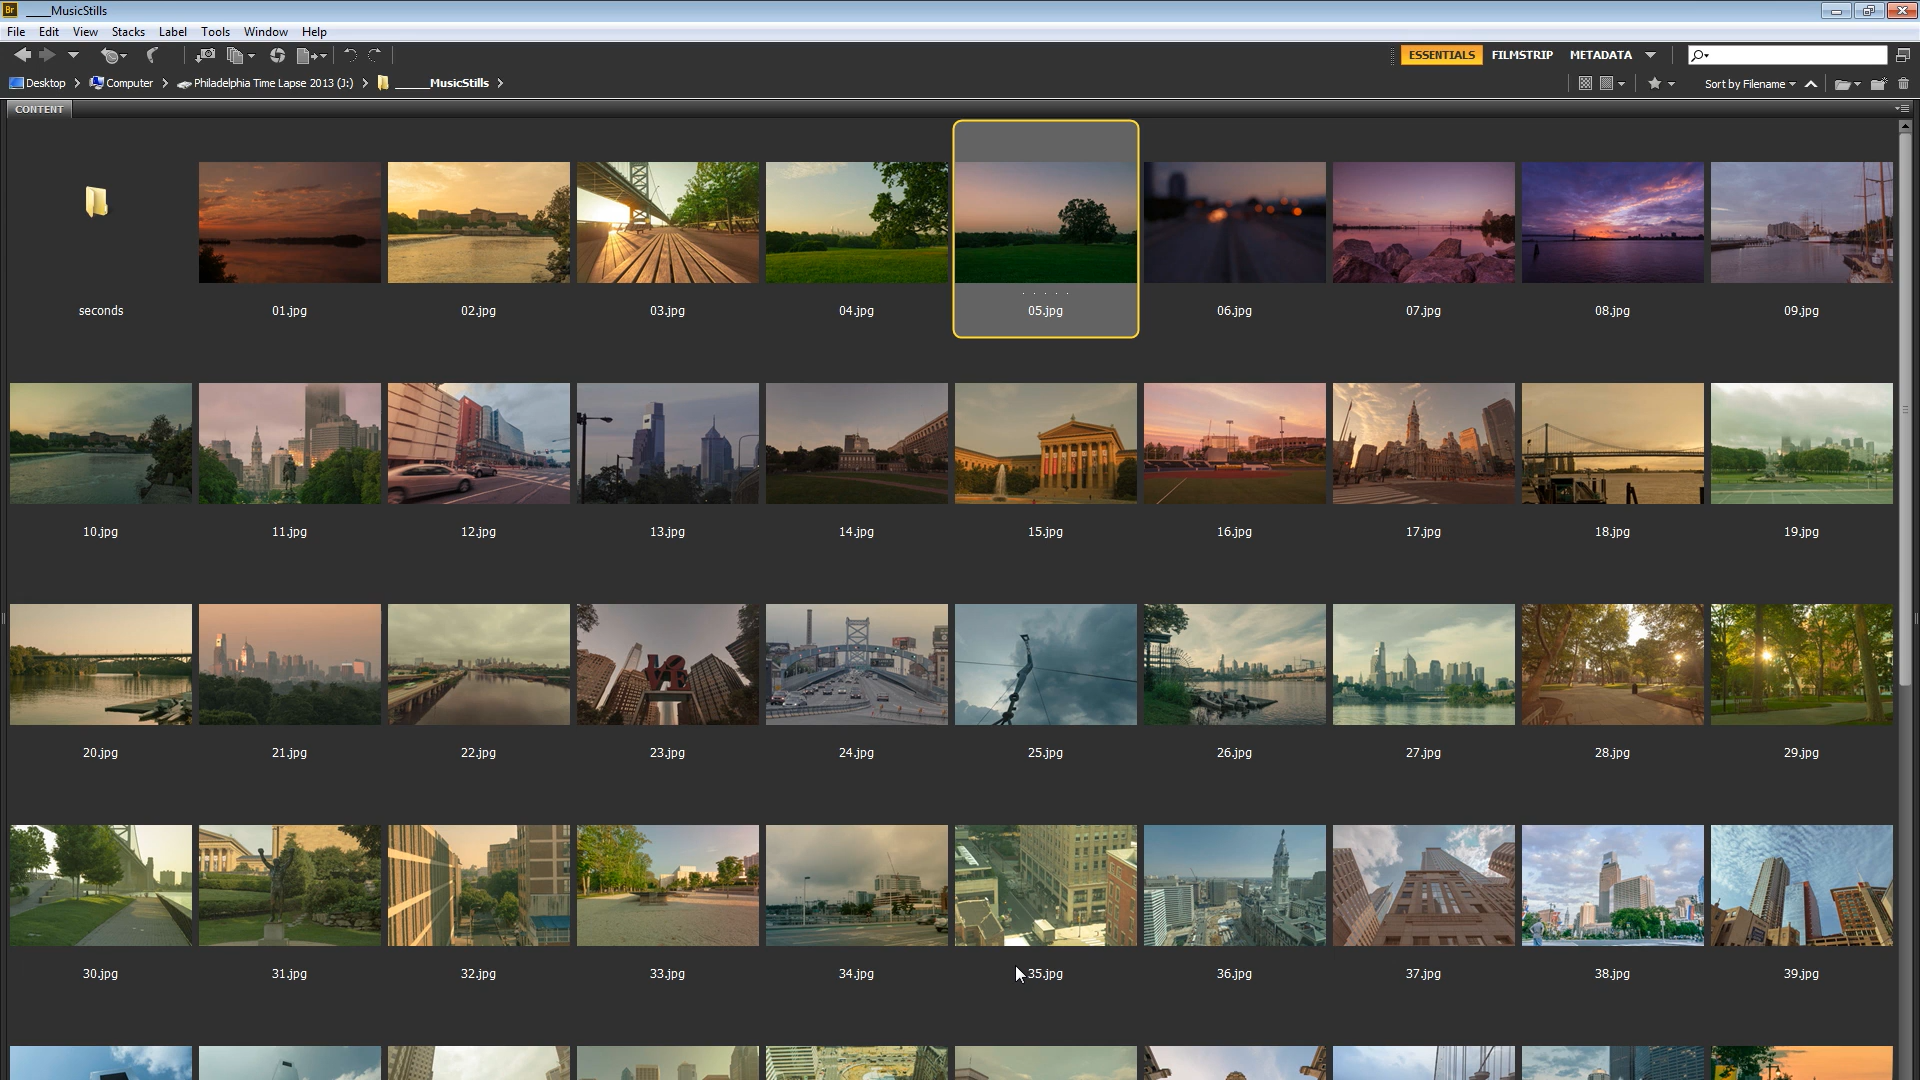 Br ____MusicStills
File Edit View Stacks Label Tools Window Help
ESSENTIALS FILMSTRIP METADATA
Desktop Computer Philadelphia Time Lapse 2013 (J:) _____MusicStills Sort by Filename
CONTENT
seconds 01.jpg 02.jpg 03.jpg 04.jpg 05.jpg 06.jpg 07.jpg 08.jpg 09.jpg
10.jpg 11.jpg 12.jpg 13.jpg 14.jpg 15.jpg 16.jpg 17.jpg 18.jpg 19.jpg
LOVE
20.jpg 21.jpg 22.jpg 23.jpg 24.jpg 25.jpg 26.jpg 27.jpg 28.jpg 29.jpg
30.jpg 31.jpg 32.jpg 33.jpg 34.jpg 35.jpg 36.jpg 37.jpg 38.jpg 39.jpg